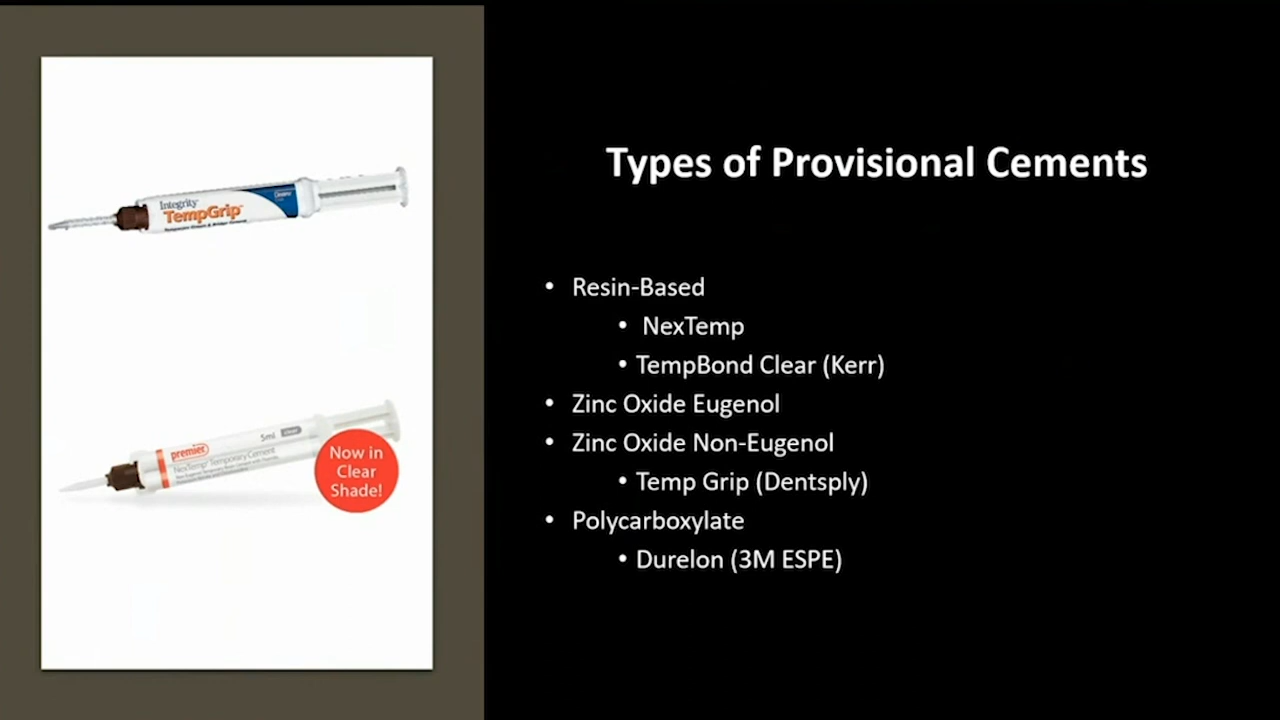 Types of Provisional Cements
• Resin-Based
• NexTemp
• TempBond Clear (Kerr)
• Zinc Oxide Eugenol
• Zinc Oxide Non-Eugenol
• Temp Grip (Dentsply)
• Polycarboxylate
• Durelon (3M ESPE)
Integrity
TempGrip
premier
5ml
NexTemp Temporary Cement
Now in
Clear
Shade!